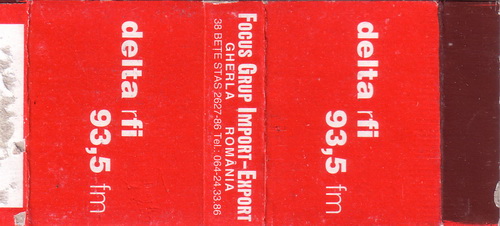 delta rfi
93,5 fm
FOCUS GRUP IMPORT-EXPORT
GHERLA ROMÂNIA
38 BETE STAS 2627-86 Tel.: 064-24.33.86
delta rfi
93,5 fm